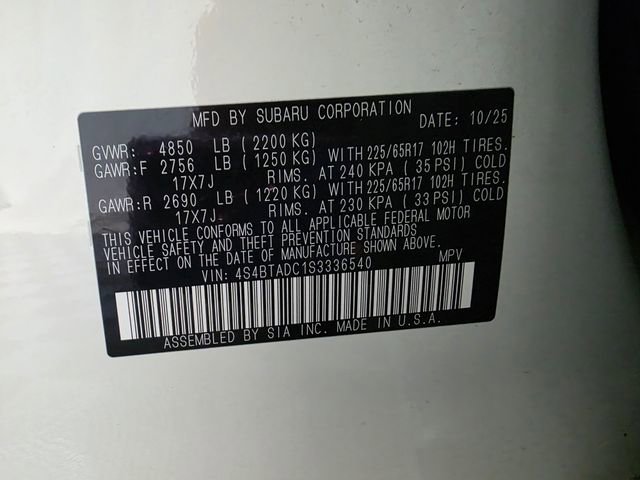 MFD BY SUBARU CORPORATION DATE: 10/25
GVWR: 4850 LB (2200 KG)
GAWR:F 2756 LB (1250 KG) WITH 225/65R17 102H TIRES.
17X7J RIMS. AT 240 KPA (35 PSI) COLD
GAWR:R 2690 LB (1220 KG) WITH 225/65R17 102H TIRES.
17X7J RIMS. AT 230 KPA (33 PSI) COLD
THIS VEHICLE CONFORMS TO ALL APPLICABLE FEDERAL MOTOR
VEHICLE SAFETY AND THEFT PREVENTION STANDARDS
IN EFFECT ON THE DATE OF MANUFACTURE SHOWN ABOVE.
VIN: 4S4BTADC1S3336540 MPV
ASSEMBLED BY SIA INC. MADE IN U.S.A.